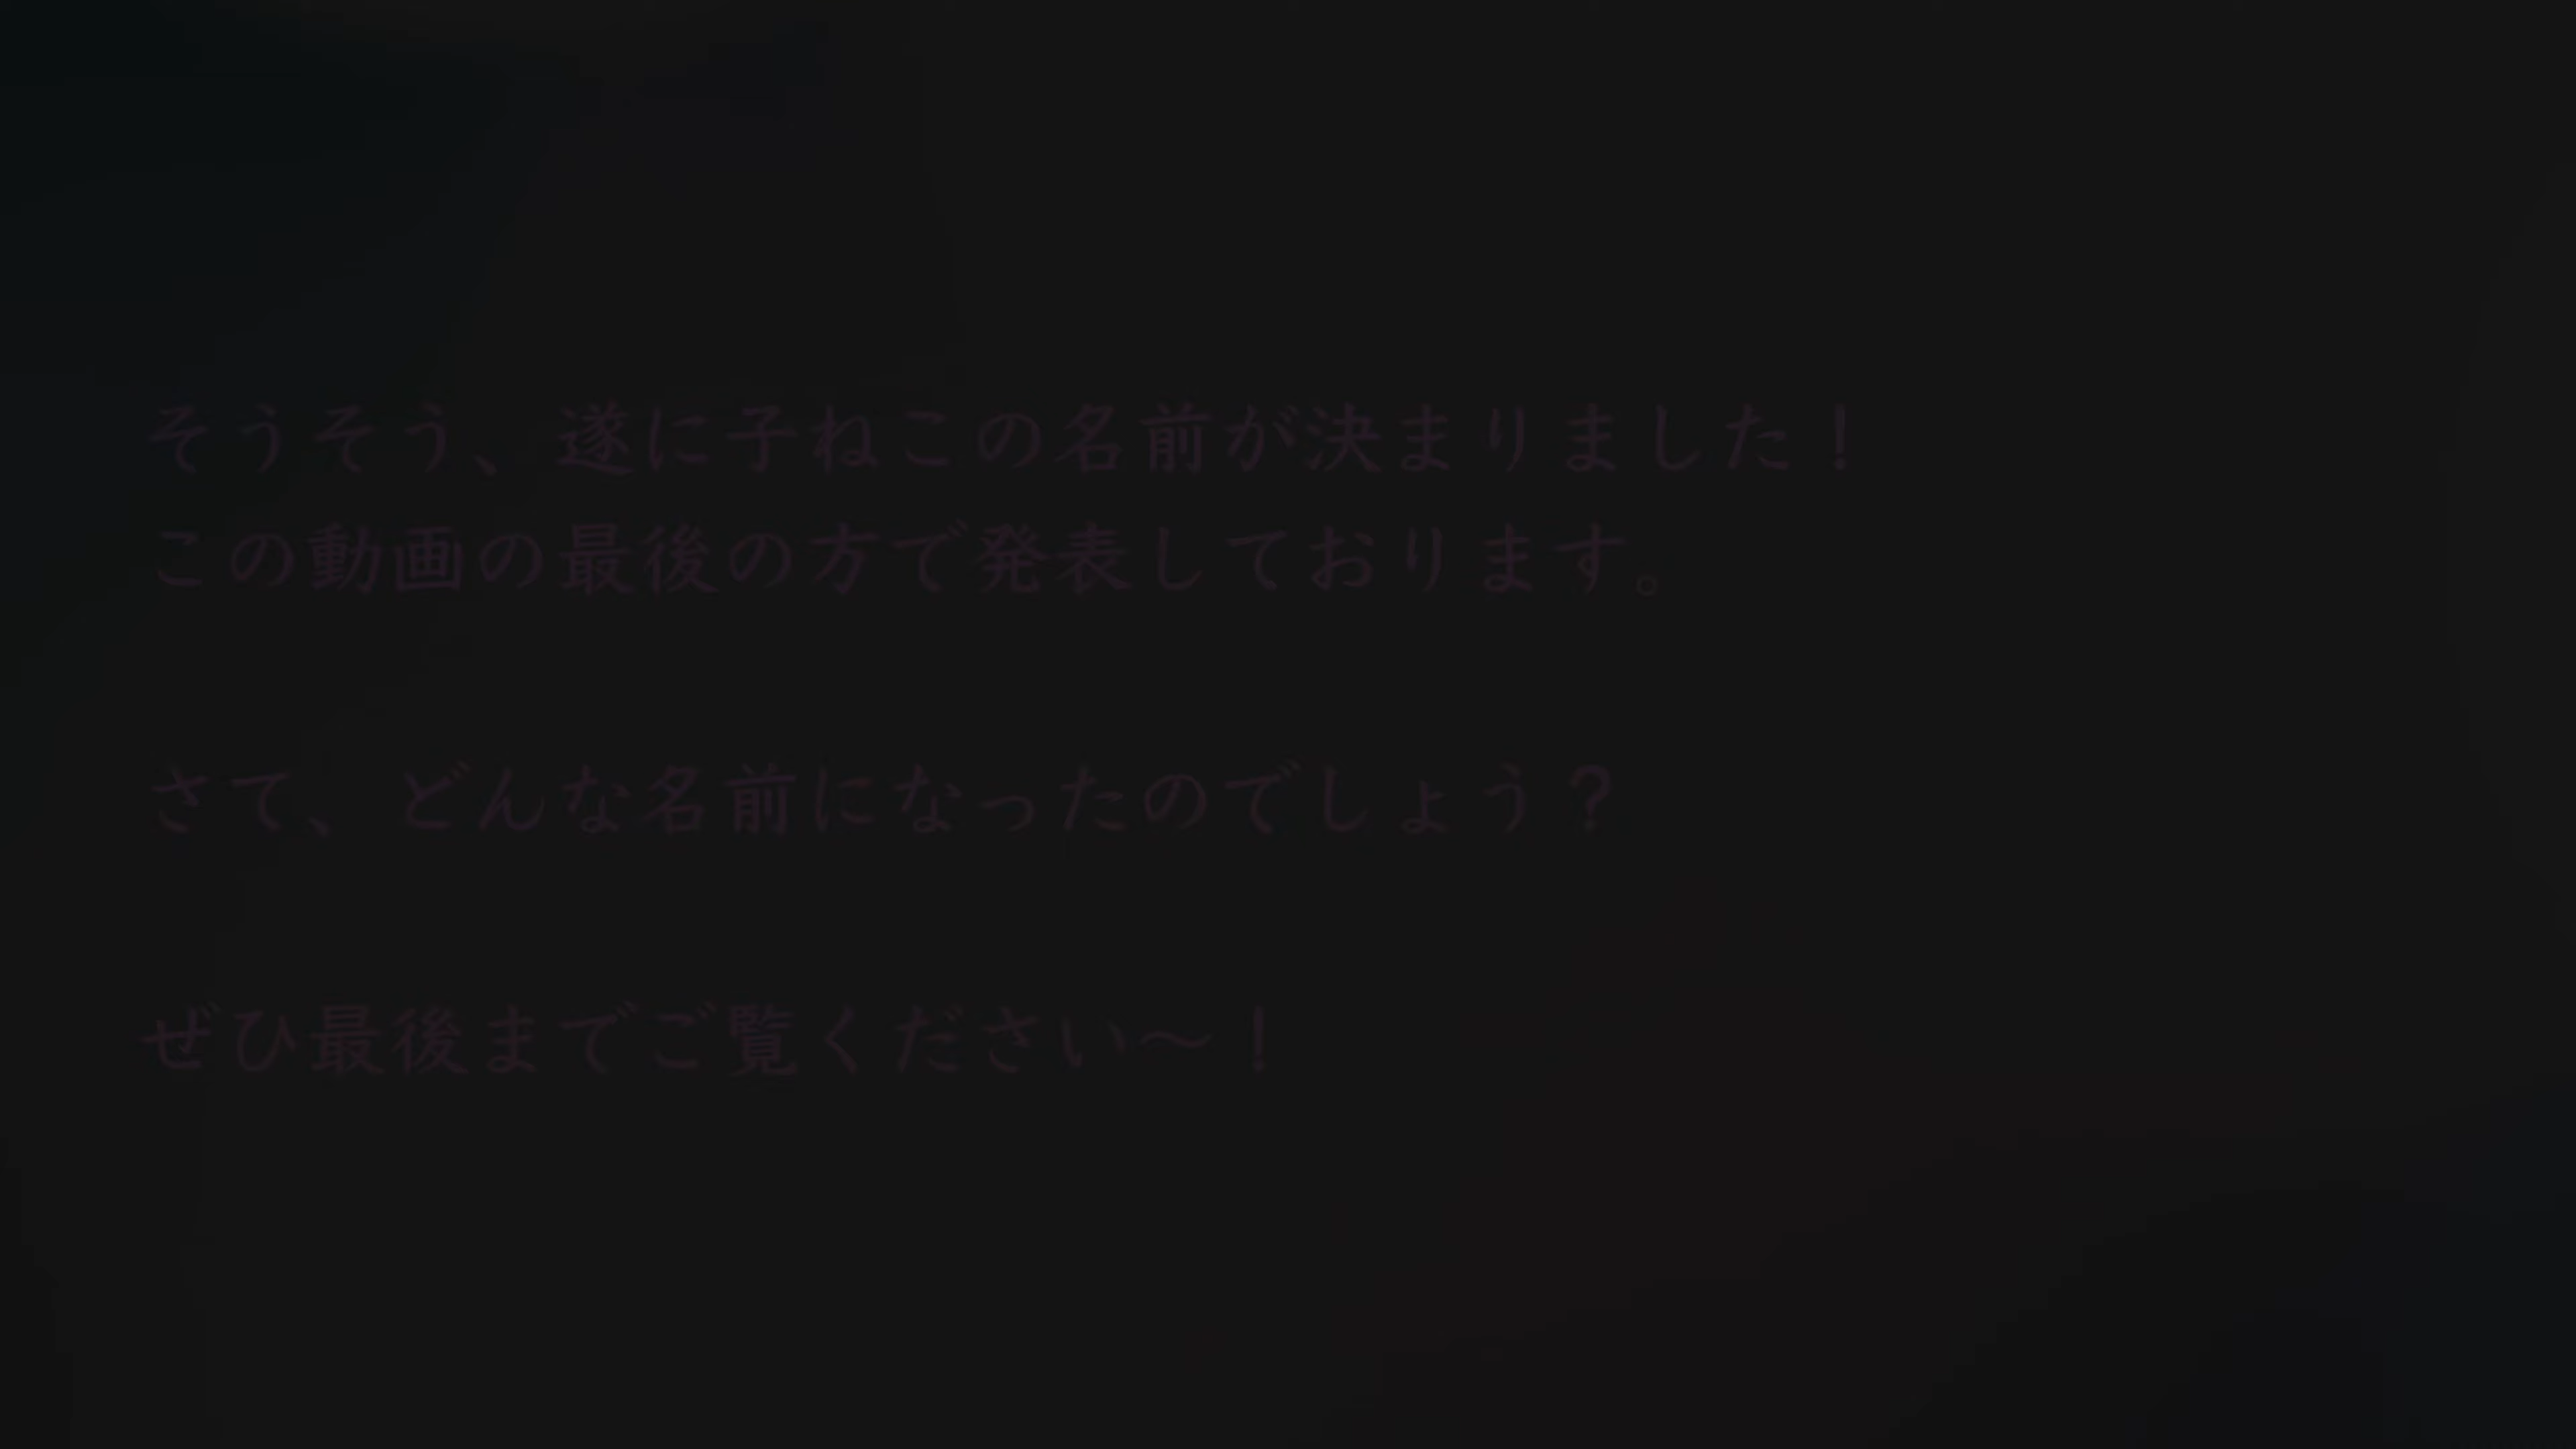 そうそう、遂に子ねこの名前が決まりました！
この動画の最後の方で発表しております。
さて、どんな名前になったのでしょう？
ぜひ最後までご覧ください～！